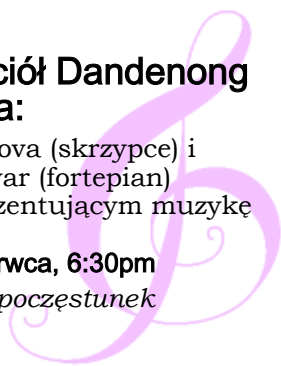 ciół Dandenong
a:
ova (skrzypce) i
var (fortepian)
zentującym muzykę
rwca, 6:30pm
poczęstunek